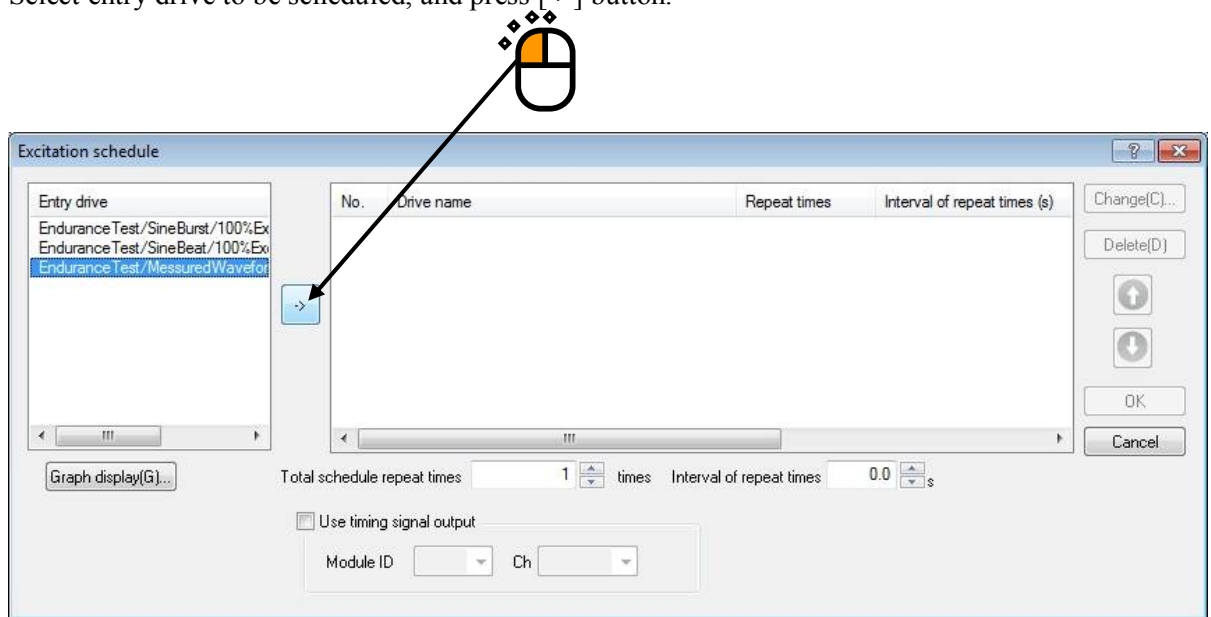 Select entry drive to be scheduled, and press [->] button.
Excitation schedule
Entry drive
EnduranceTest/SineBurst/100%Ex
EnduranceTest/SineBeat/100%Ex
EnduranceTest/MessuredWavefor
->
No. Drive name Repeat times Interval of repeat times (s)
Change(C)...
Delete(D)
OK
Cancel
Graph display(G)...
Total schedule repeat times 1 times Interval of repeat times 0.0 s
Use timing signal output
Module ID Ch